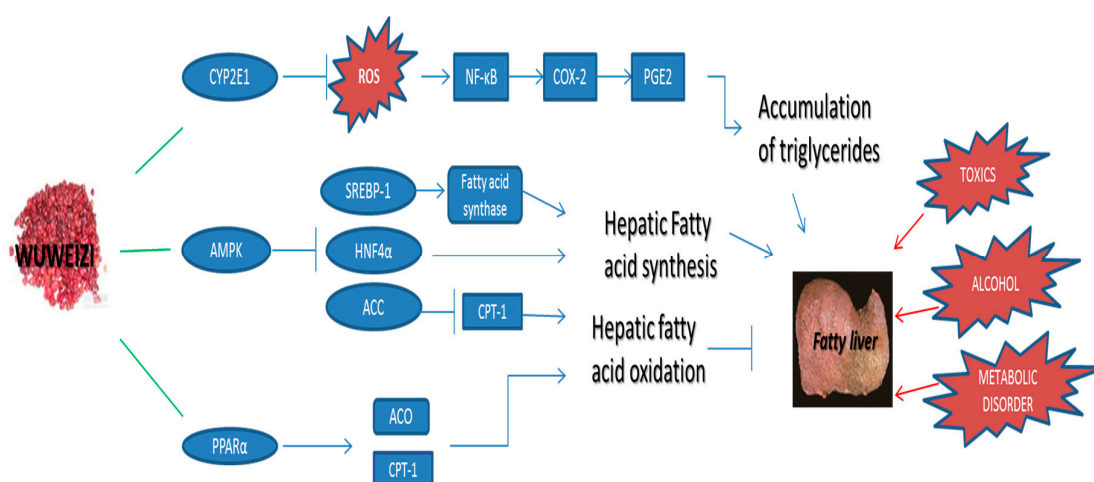 WUWEIZI
CYP2E1
ROS
NF-κB
COX-2
PGE2
Accumulation
of triglycerides
AMPK
SREBP-1
Fatty acid
synthase
HNF4α
ACC
CPT-1
Hepatic Fatty
acid synthesis
Hepatic fatty
acid oxidation
PPARα
ACO
CPT-1
Fatty liver
TOXICS
ALCOHOL
METABOLIC
DISORDER